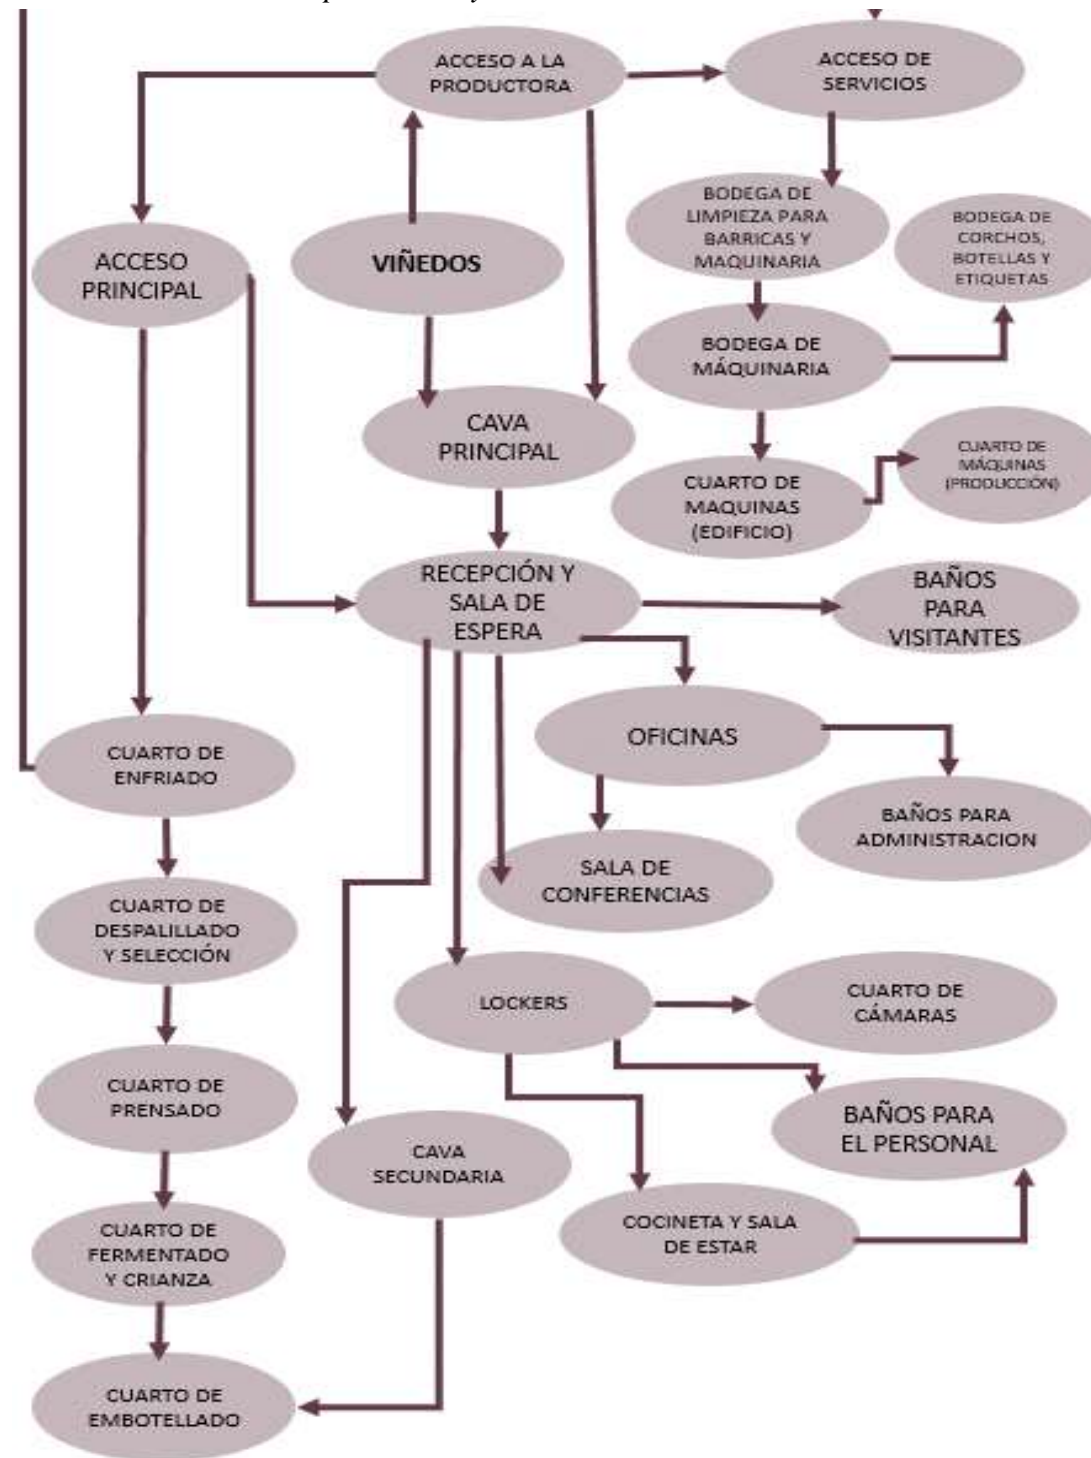 ACCESO A LA
PRODUCTORA
ACCESO DE
SERVICIOS
BODEGA DE
LIMPIEZA PARA
BARRICAS Y
MAQUINARIA
BODEGA DE
CORCHOS,
BOTELLAS Y
ETIQUETAS
ACCESO
PRINCIPAL
VIÑEDOS
BODEGA DE
MÁQUINARIA
CAVA
PRINCIPAL
CUARTO DE
MÁQUINAS
(PRODUCCIÓN)
CUARTO DE
MAQUINAS
(EDIFICIO)
RECEPCIÓN Y
SALA DE
ESPERA
BAÑOS
PARA
VISITANTES
OFICINAS
CUARTO DE
ENFRIADO
BAÑOS PARA
ADMINISTRACION
SALA DE
CONFERENCIAS
CUARTO DE
DESPALILLADO
Y SELECCIÓN
LOCKERS
CUARTO DE
CÁMARAS
CUARTO DE
PRENSADO
BAÑOS PARA
EL PERSONAL
CAVA
SECUNDARIA
COCINETA Y SALA
DE ESTAR
CUARTO DE
FERMENTADO
Y CRIANZA
CUARTO DE
EMBOTELLADO